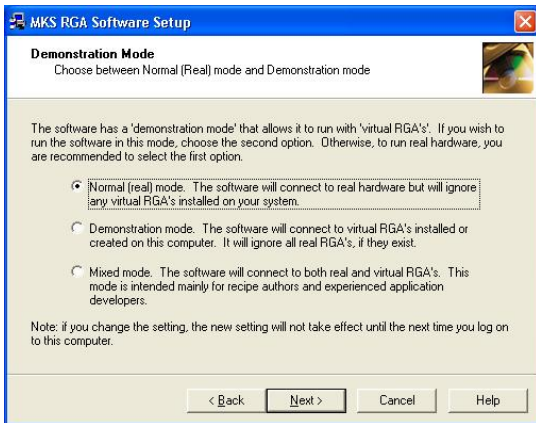 MKS RGA Software Setup
Demonstration Mode
Choose between Normal (Real) mode and Demonstration mode
The software has a 'demonstration mode' that allows it to run with 'virtual RGA's'. If you wish to
run the software in this mode, choose the second option. Otherwise, to run real hardware, you
are recommended to select the first option.
Normal (real) mode. The software will connect to real hardware but will ignore
any virtual RGA's installed on your system.
Demonstration mode. The software will connect to virtual RGA's installed or
created on this computer. It will ignore all real RGA's, if they exist.
Mixed mode. The software will connect to both real and virtual RGA's. This
mode is intended mainly for recipe authors and experienced application
developers.
Note: if you change the setting, the new setting will not take effect until the next time you log on
to this computer.
< Back Next > Cancel Help